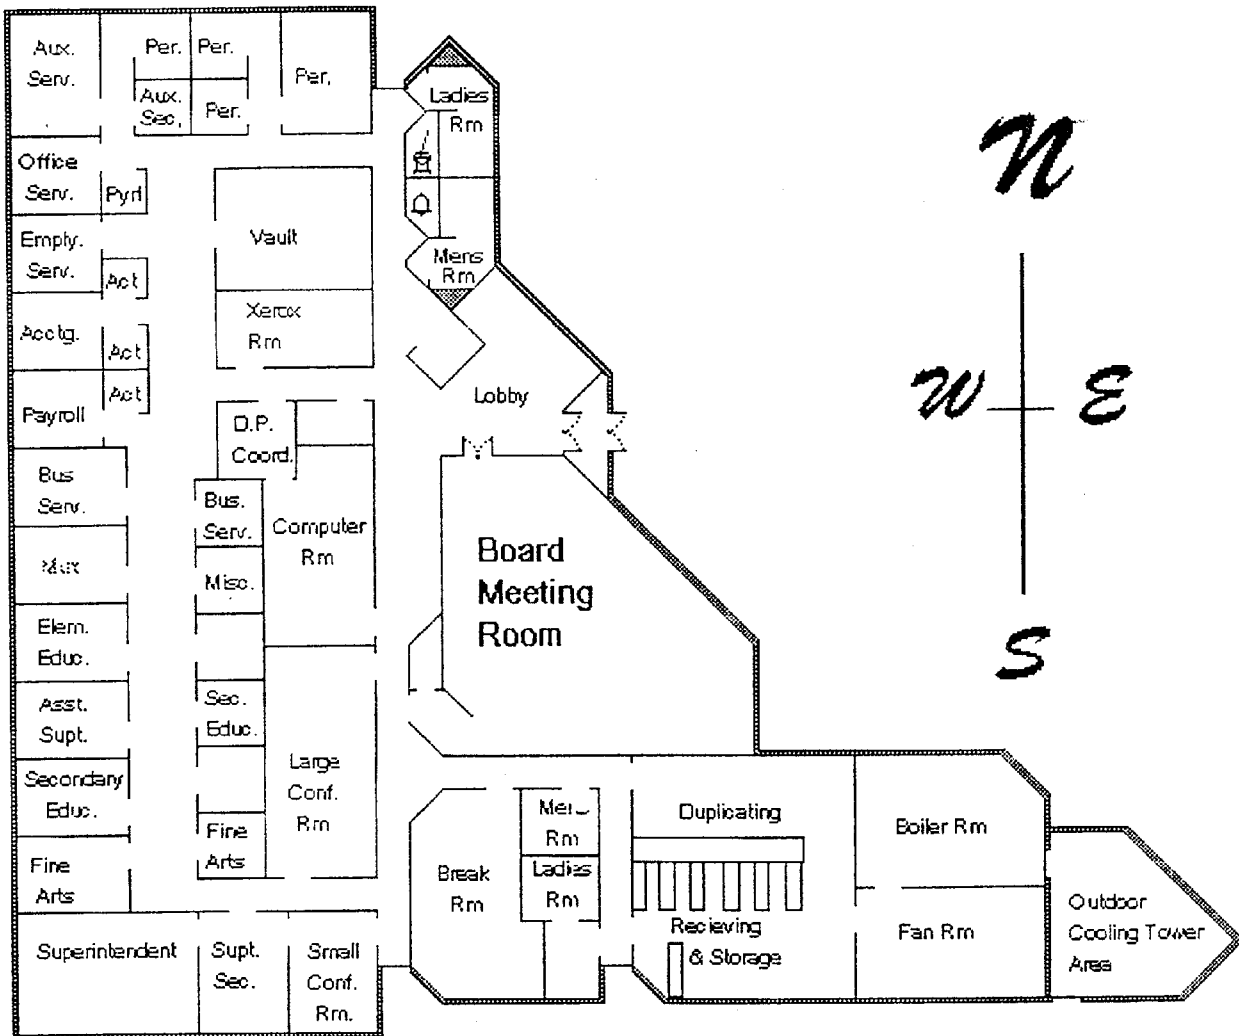 Aux.
Serv.
Per.
Per.
Per.
Aux.
Sec.
Per.
Ladies
Rm
Office
Serv.
Pyrl
Vault
Emply.
Serv.
Act
Mens
Rm
Xerox
Rm
Acctg.
Act
Act
Payroll
Lobby
D.P.
Coord.
Bus
Serv.
Bus.
Serv.
Computer
Rm
Board
Meeting
Room
Misc.
Elem.
Educ.
Asst.
Supt.
Sec.
Educ.
Secondary
Educ.
Large
Conf.
Rm
Fine
Arts
Fine
Arts
Break
Rm
Rm
Ladies
Rm
Duplicating
Boiler Rm
Recieving
& Storage
Fan Rm
Outdoor
Cooling Tower
Area
Superintendent
Supt.
Sec.
Small
Conf.
Rm.
N
W
E
S